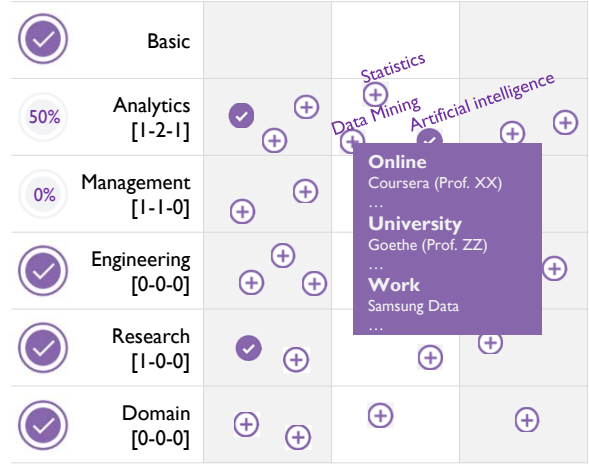 Basic
Statistics
50%
Analytics
[1-2-1]
Data Mining
Artificial intelligence
Online
Coursera (Prof. XX)
...
University
Goethe (Prof. ZZ)
...
Work
Samsung Data
...
0%
Management
[1-1-0]
Engineering
[0-0-0]
Research
[1-0-0]
Domain
[0-0-0]